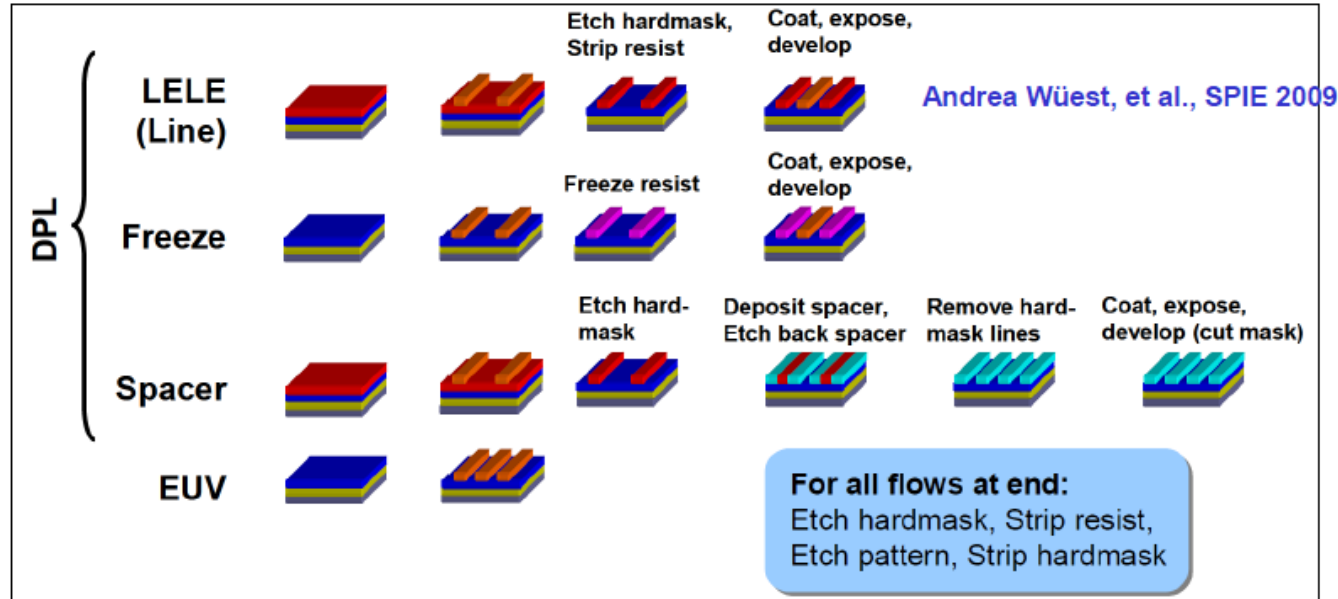 Etch hardmask,
Strip resist
Coat, expose,
develop
LELE
(Line)
Andrea Wüest, et al., SPIE 2009
DPL
Freeze resist
Coat, expose,
develop
Freeze
Etch hard-
mask
Deposit spacer,
Etch back spacer
Remove hard-
mask lines
Coat, expose,
develop (cut mask)
Spacer
EUV
For all flows at end:
Etch hardmask, Strip resist,
Etch pattern, Strip hardmask